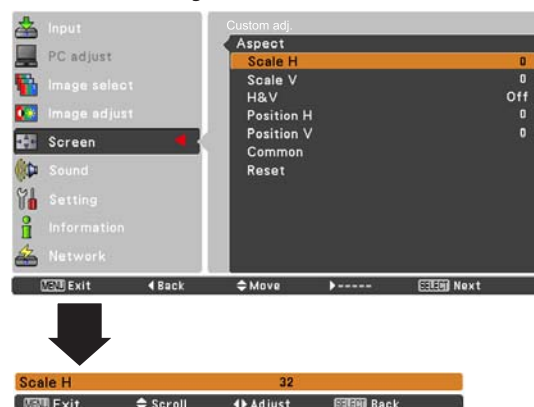 Input
PC adjust
Image select
Image adjust
Screen
Sound
Setting
Information
Network
Custom adj.
Aspect
Scale H 0
Scale V 0
H&V Off
Position H 0
Position V 0
Common
Reset
MENU Exit Back Move ----- SELECT Next
Scale H 32
MENU Exit Scroll Adjust SELECT Back